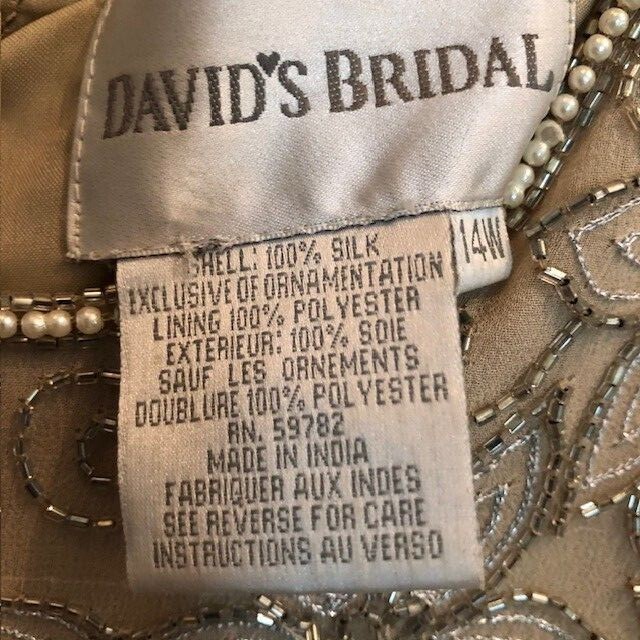 DAVID'S BRIDAL
14W
SHELL: 100% SILK
EXCLUSIVE OF ORNAMENTATION
LINING 100% POLYESTER
EXTERIEUR: 100% SOIE
SAUF LES ORNEMENTS
DOUBLURE 100% POLYESTER
RN. 59782
MADE IN INDIA
FABRIQUER AUX INDES
SEE REVERSE FOR CARE
INSTRUCTIONS AU VERSO